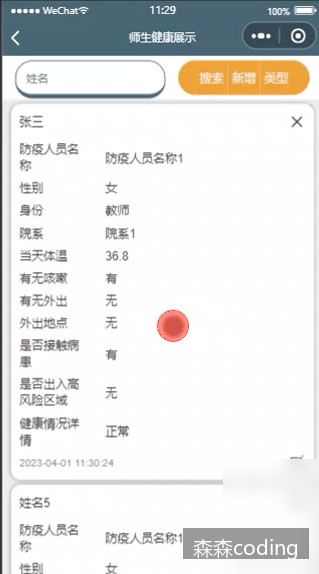 WeChat 11:29 100%
师生健康展示
姓名 搜索 新增 类型
张三
防疫人员名
称 防疫人员名称1
性别 女
身份 教师
院系 院系1
当天体温 36.8
有无咳嗽 有
有无外出 无
外出地点 无
是否接触病
患 有
是否出入高
风险区域 无
健康情况详
情 正常
2023-04-01 11:30:24
姓名5
防疫人员名
称 防疫人员名称1
性别 女
森森coding